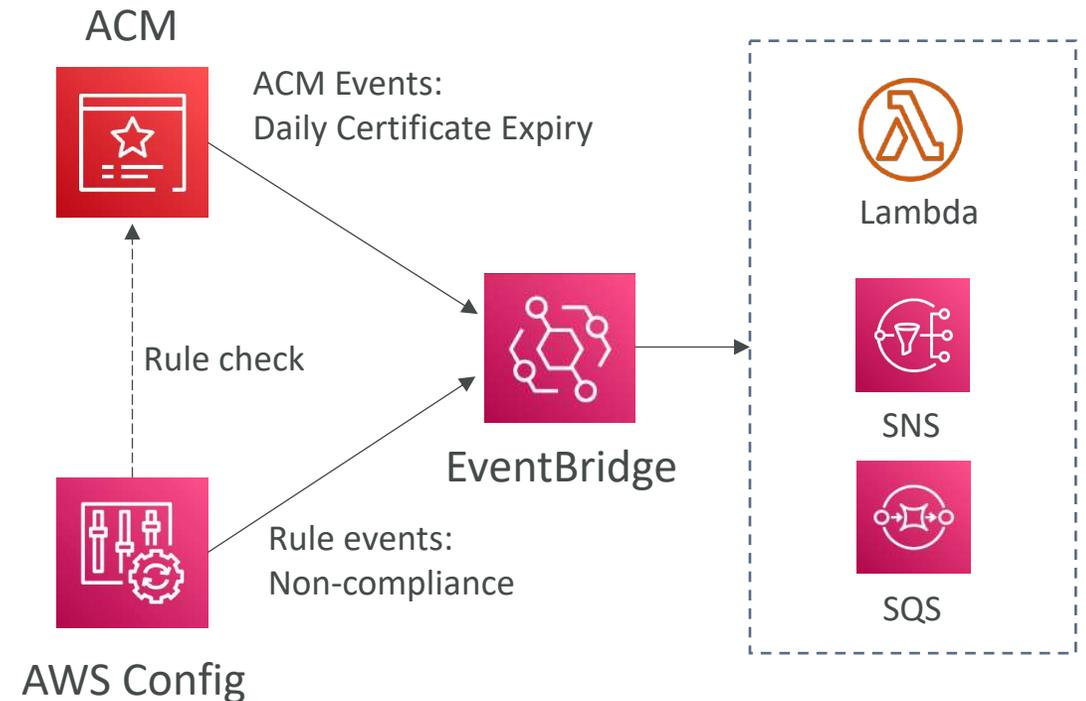 ACM
ACM Events:
Daily Certificate Expiry
Lambda
Rule check
SNS
EventBridge
Rule events:
Non-compliance
SQS
AWS Config